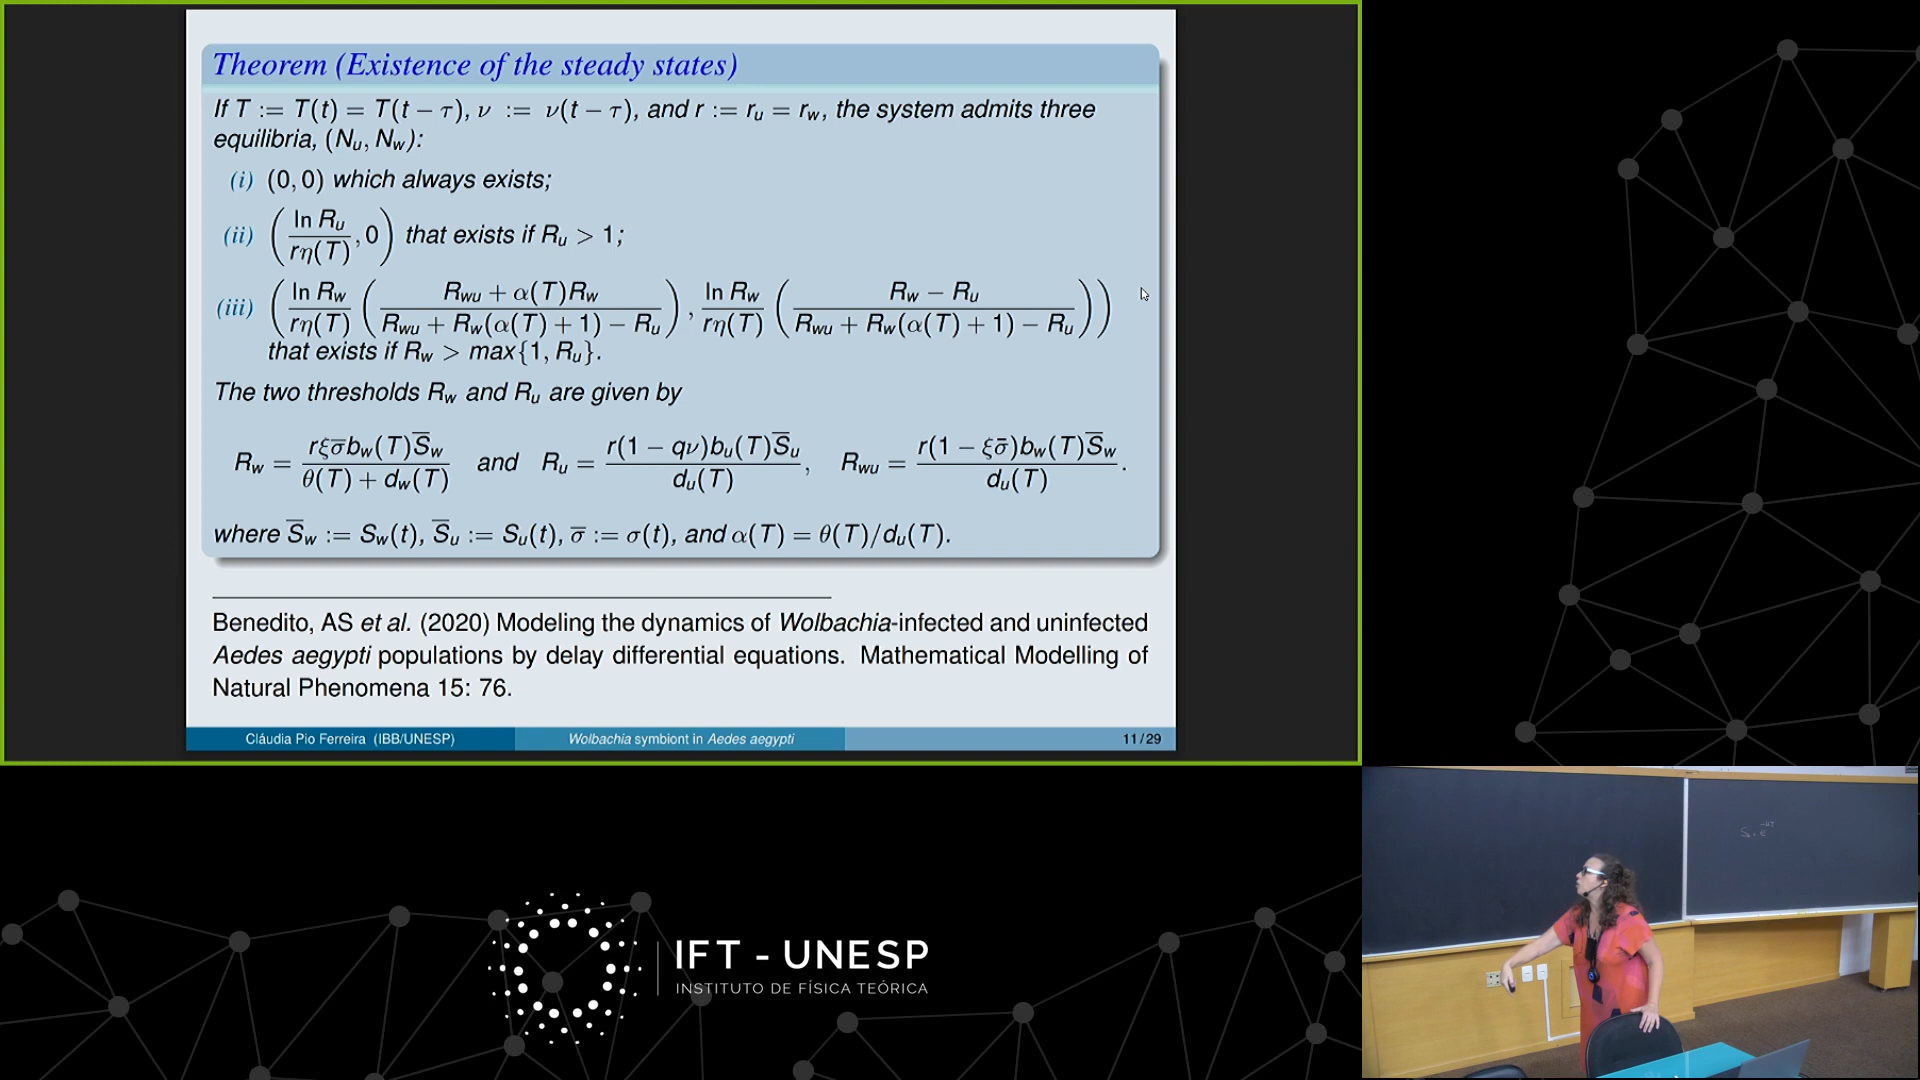 Theorem (Existence of the steady states)
If T := T(t) = T(t − τ), ν := ν(t − τ), and r := r_u = r_w, the system admits three
equilibria, (N_u, N_w):
(i) (0, 0) which always exists;
(ii) (ln R_u / rη(T), 0) that exists if R_u > 1;
(iii) (ln R_w / rη(T) (R_wu + α(T)R_w / R_wu + R_w(α(T) + 1) − R_u), ln R_w / rη(T) (R_w − R_u / R_wu + R_w(α(T) + 1) − R_u))
that exists if R_w > max{1, R_u}.
The two thresholds R_w and R_u are given by
R_w = rξσ̅b_w(T)S̅_w / θ(T) + d_w(T) and R_u = r(1 − qν)b_u(T)S̅_u / d_u(T), R_wu = r(1 − ξσ̄)b_w(T)S̅_w / d_u(T).
where S̅_w := S_w(t), S̅_u := S_u(t), σ̅ := σ(t), and α(T) = θ(T)/d_u(T).
Benedito, AS et al. (2020) Modeling the dynamics of Wolbachia-infected and uninfected
Aedes aegypti populations by delay differential equations. Mathematical Modelling of
Natural Phenomena 15: 76.
Cláudia Pio Ferreira (IBB/UNESP) Wolbachia symbiont in Aedes aegypti 11/29
IFT - UNESP
INSTITUTO DE FÍSICA TEÓRICA